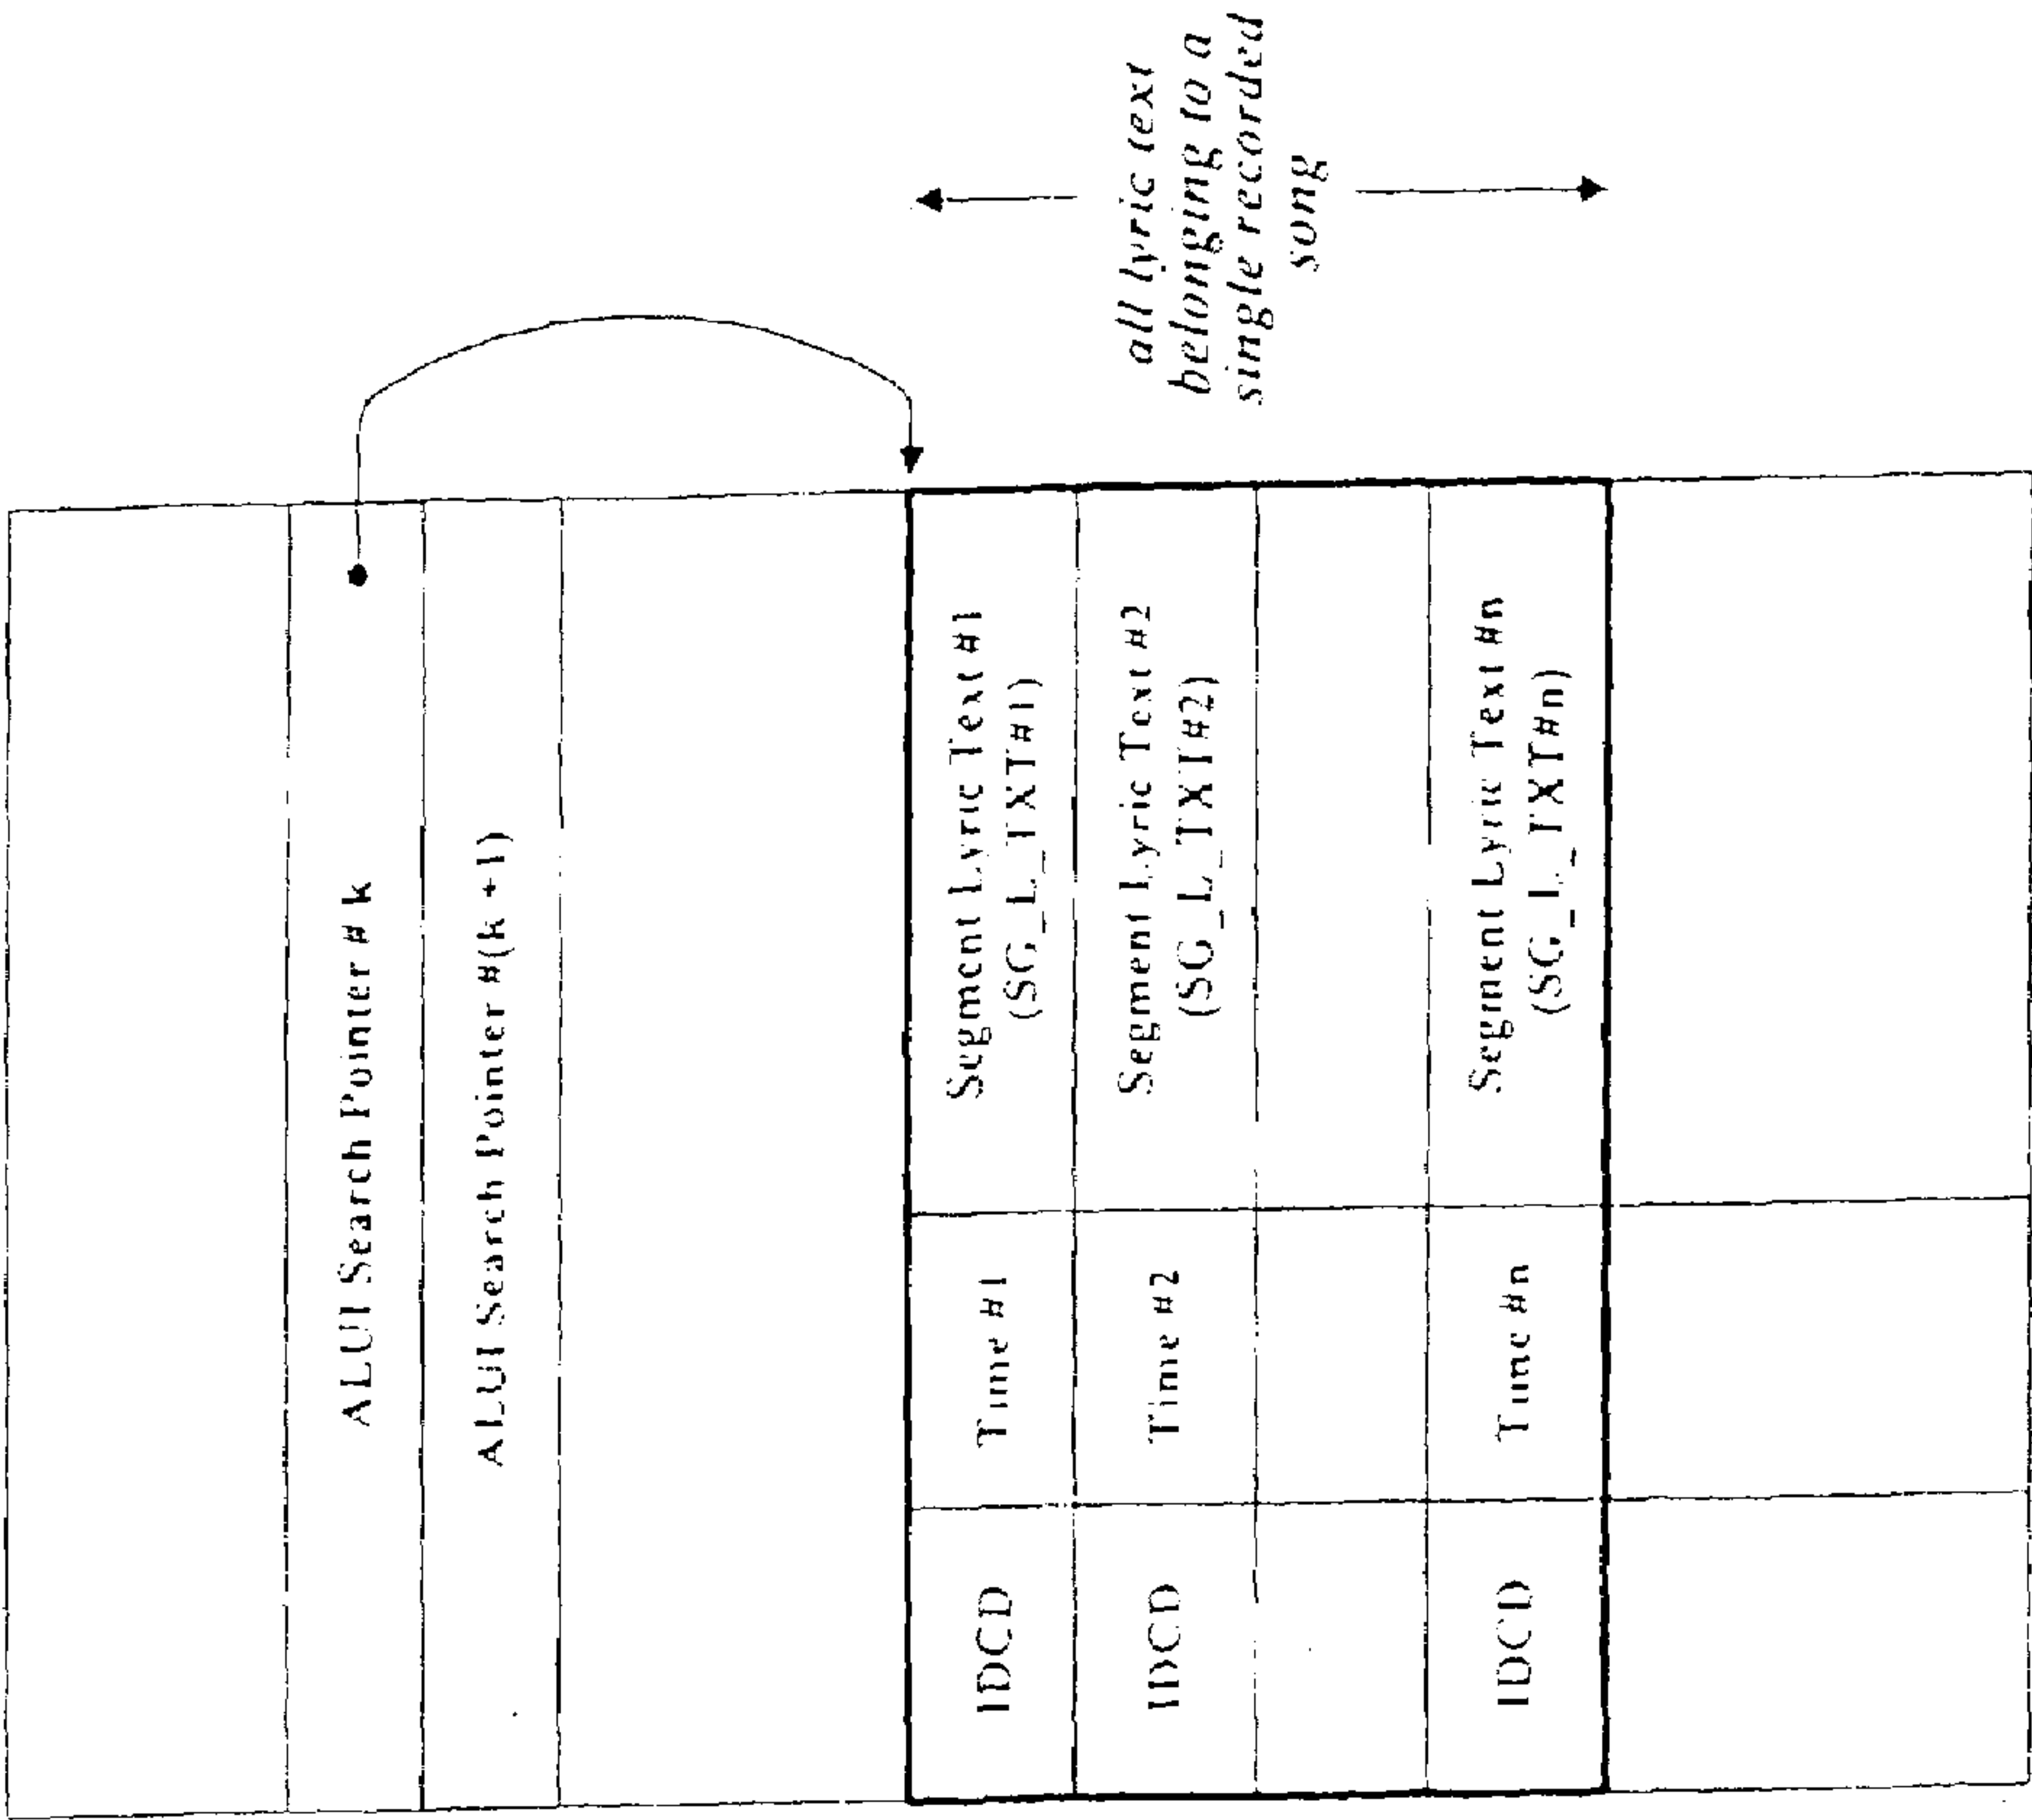 ALUI Search Pointer # k
ALUI Search Pointer #(k +1)
IDCD
Time #1
Segment Lyric Text #1
(SG_L_TXT#1)
IDCD
Time #2
Segment Lyric Text #2
(SG_L_TXT#2)
IDCD
Time #n
Segment Lyric Text #n
(SG_L_TXT#n)
all lyric text
belonging to a
single recorded
song